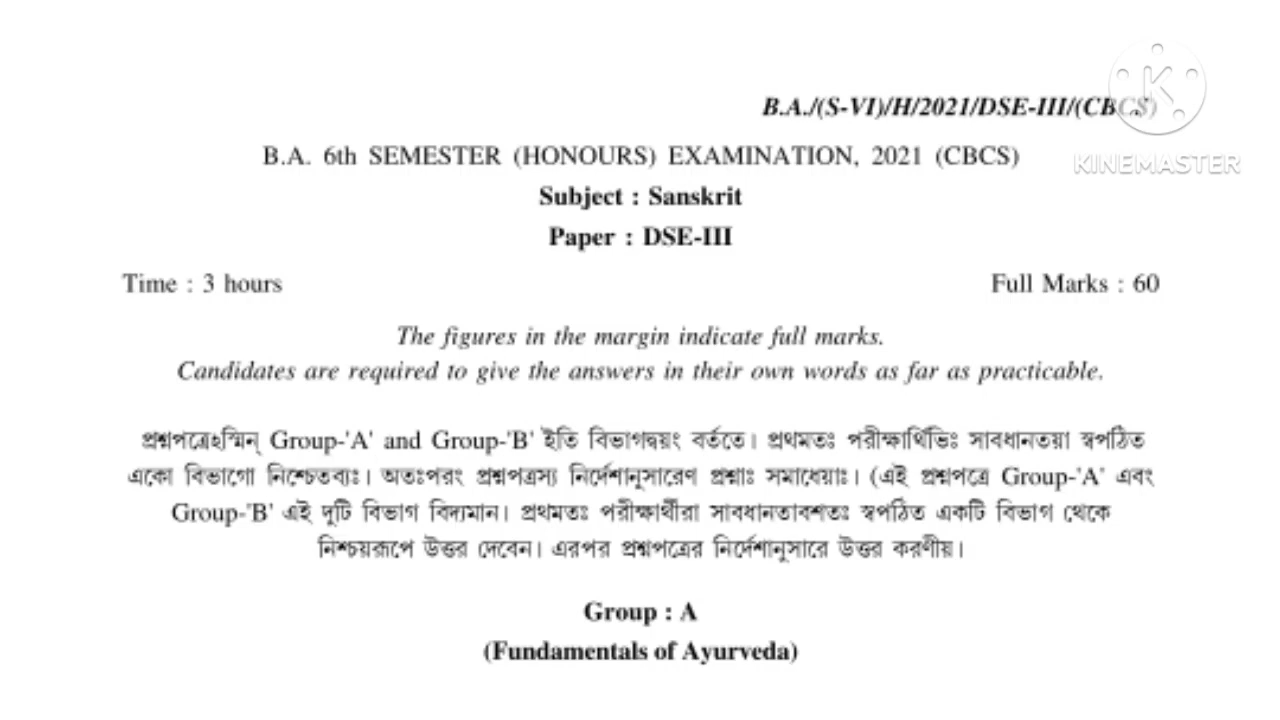 B.A./(S-VI)/H/2021/DSE-III/(CBCS)
KINEMASTER
B.A. 6th SEMESTER (HONOURS) EXAMINATION, 2021 (CBCS)
Subject : Sanskrit
Paper : DSE-III
Time : 3 hours Full Marks : 60
The figures in the margin indicate full marks.
Candidates are required to give the answers in their own words as far as practicable.
প্রশ্নপত্রেঽস্মিন্ Group-'A' and Group-'B' ইতি বিভাগদ্বয়ং বর্ততে। প্রথমতঃ পরীক্ষার্থিভিঃ সাবধানতয়া স্বপঠিত
একো বিভাগো নিশ্চেতব্যঃ। অতঃপরং প্রশ্নপত্রস্য নির্দেশানুসারেণ প্রশ্নাঃ সমাধেয়াঃ। (এই প্রশ্নপত্রে Group-'A' এবং
Group-'B' এই দুটি বিভাগ বিদ্যমান। প্রথমতঃ পরীক্ষার্থীরা সাবধানতাবশতঃ স্বপঠিত একটি বিভাগ থেকে
নিশ্চয়রূপে উত্তর দেবেন। এরপর প্রশ্নপত্রের নির্দেশানুসারে উত্তর করণীয়।
Group : A
(Fundamentals of Ayurveda)